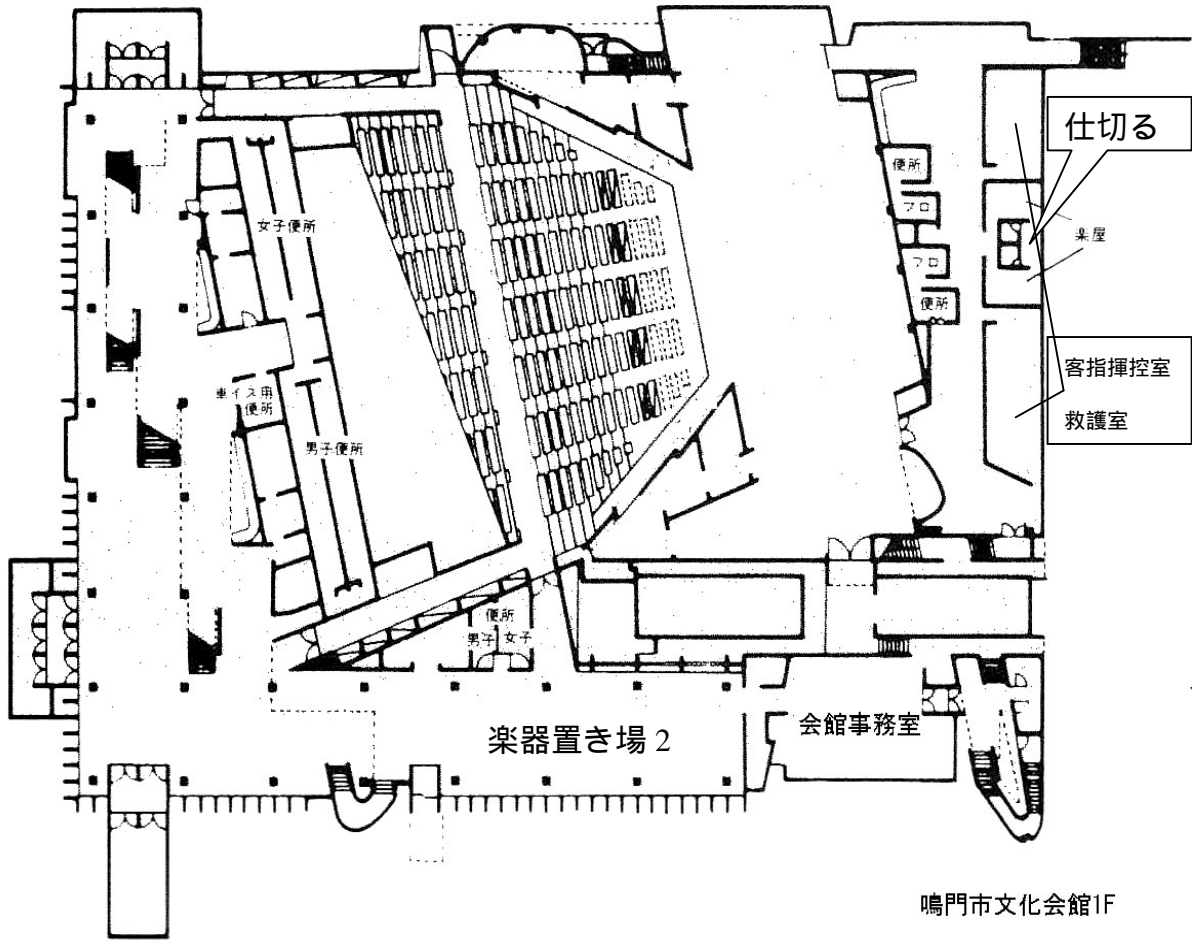 仕切る
便所
フロ
楽屋
女子便所
フロ
便所
客指揮控室
救護室
車イス用
便所
男子便所
便所
男子 女子
楽器置き場 2
会館事務室
鳴門市文化会館1F